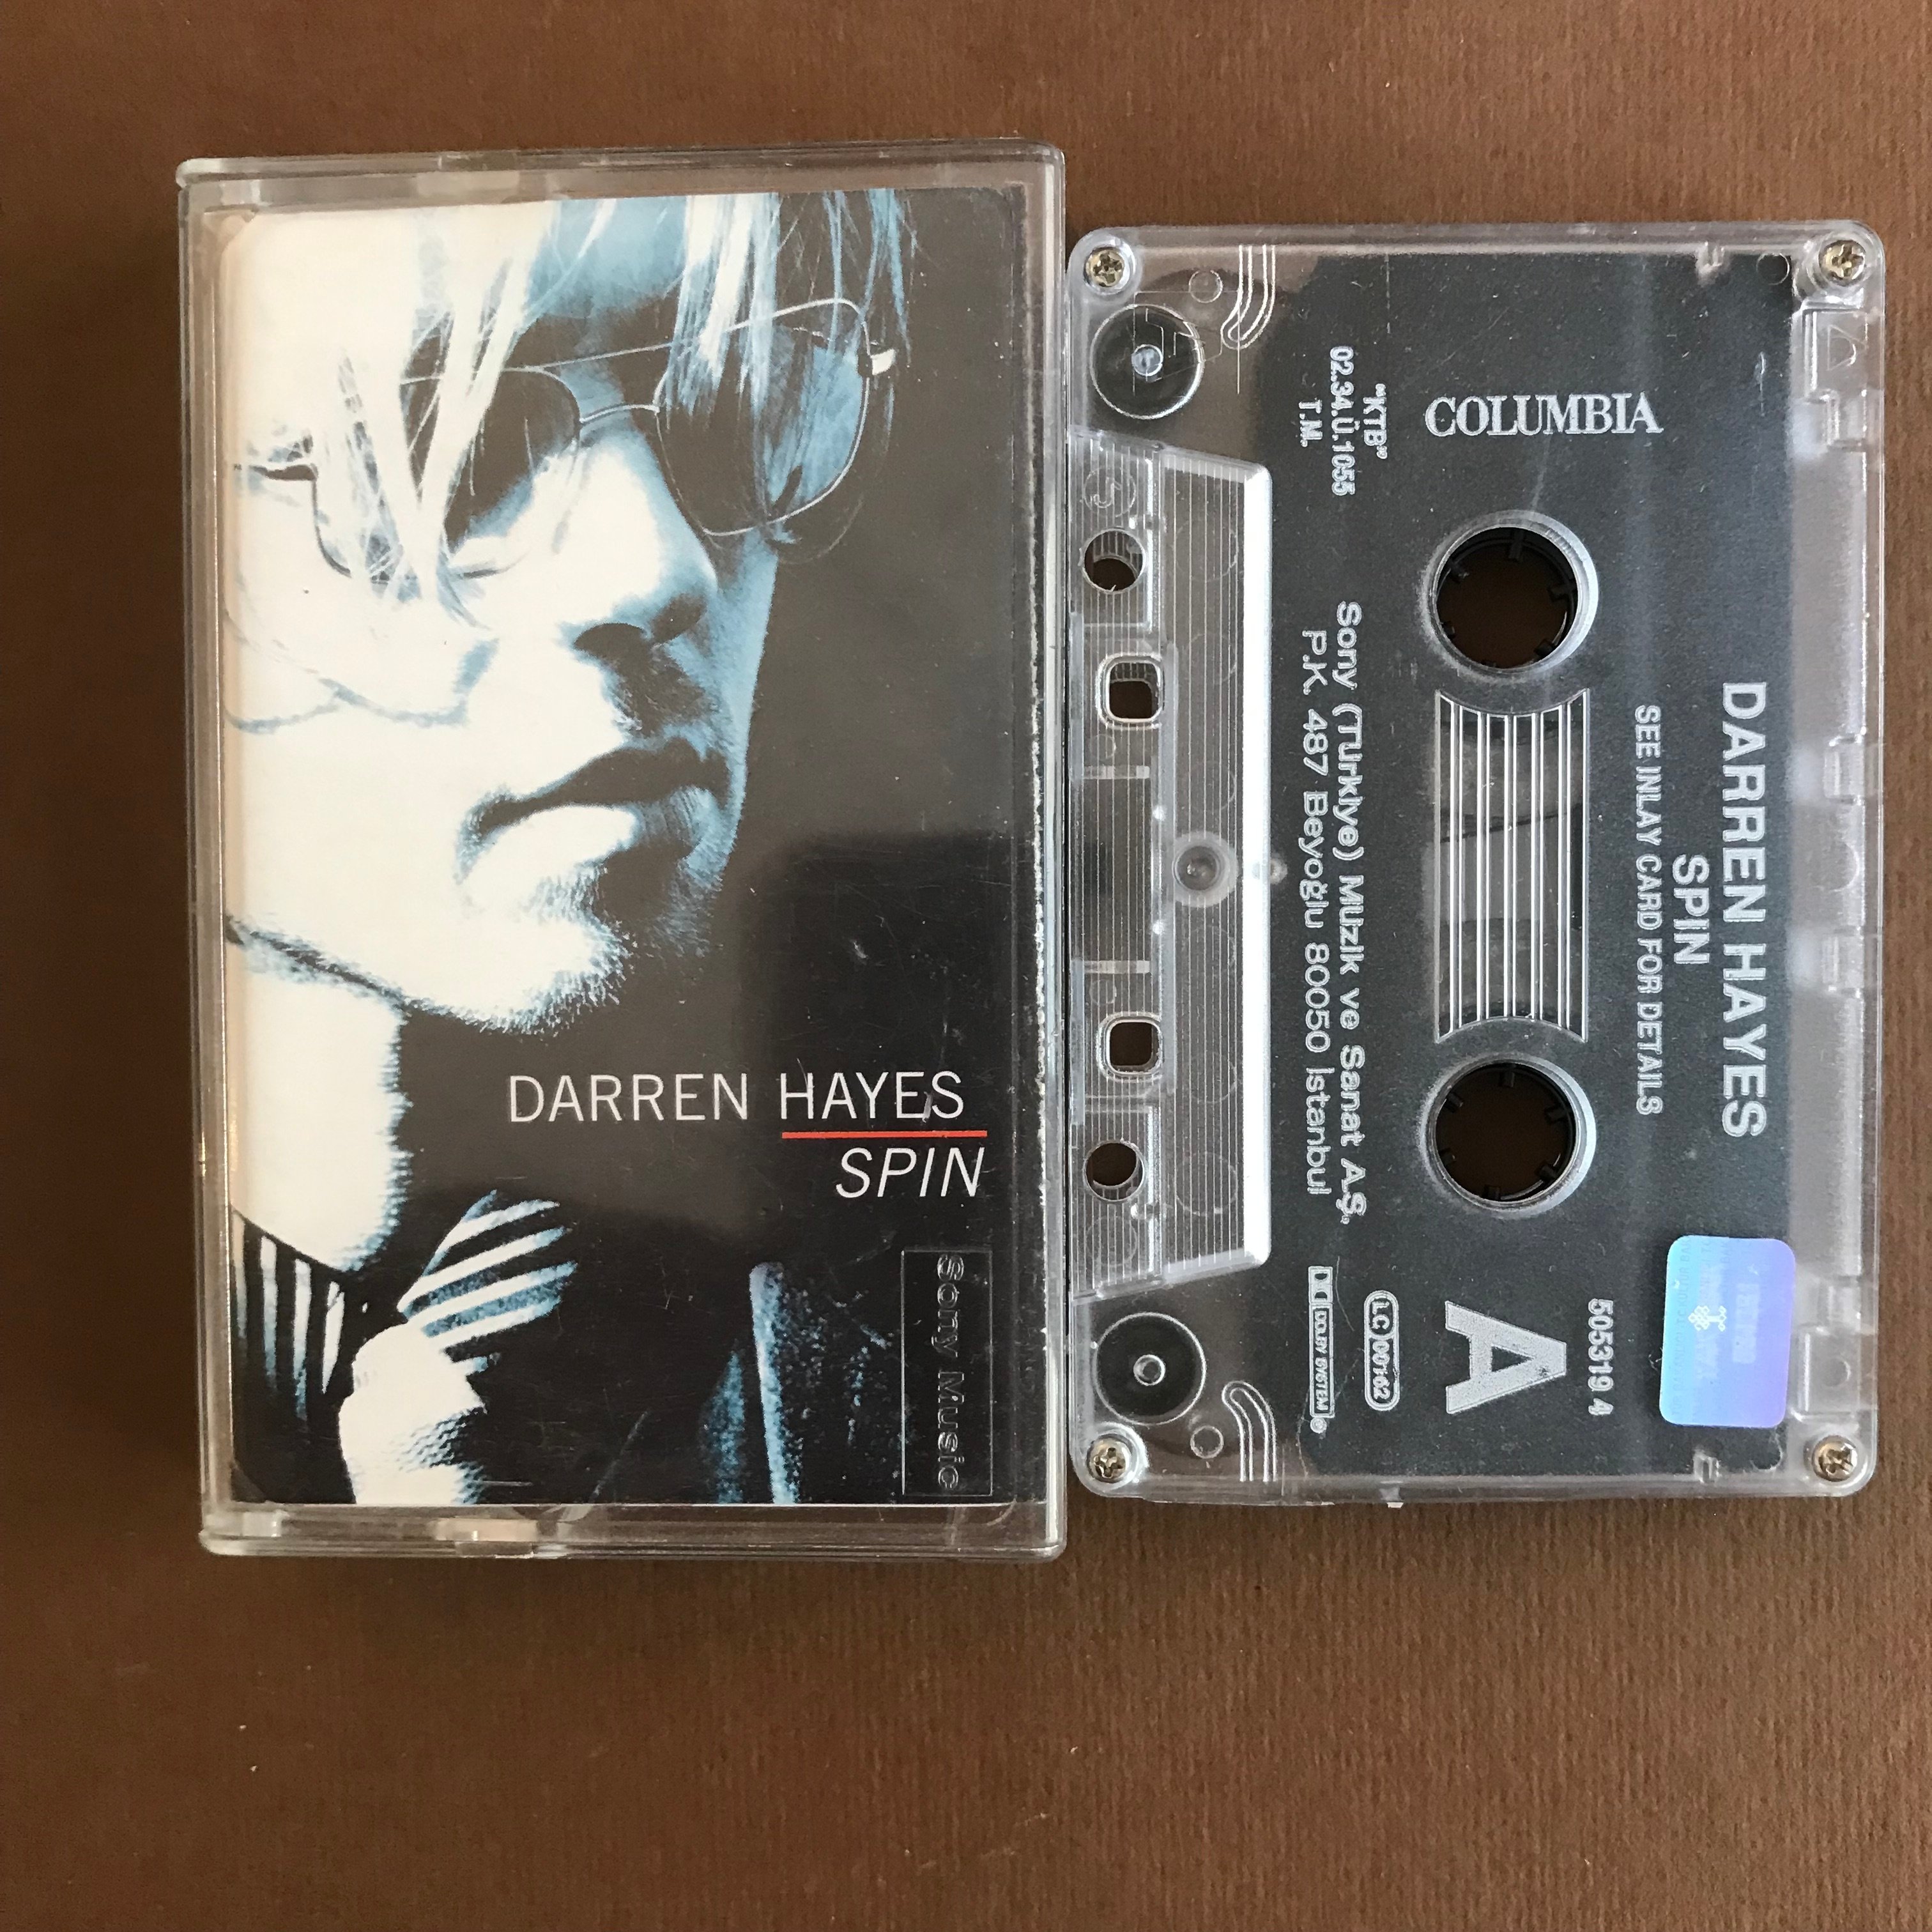 DARREN HAYES
SPIN
Sony Music
COLUMBIA
DARREN HAYES
SPIN
SEE INLAY CARD FOR DETAILS
"KTB"
02.34.Ü.1055
T.M.
Sony (Türkiye) Müzik ve Sanat A.Ş.
P.K. 487 Beyoğlu 80050 İstanbul
505319 4
A
LC 00162
DOLBY SYSTEM